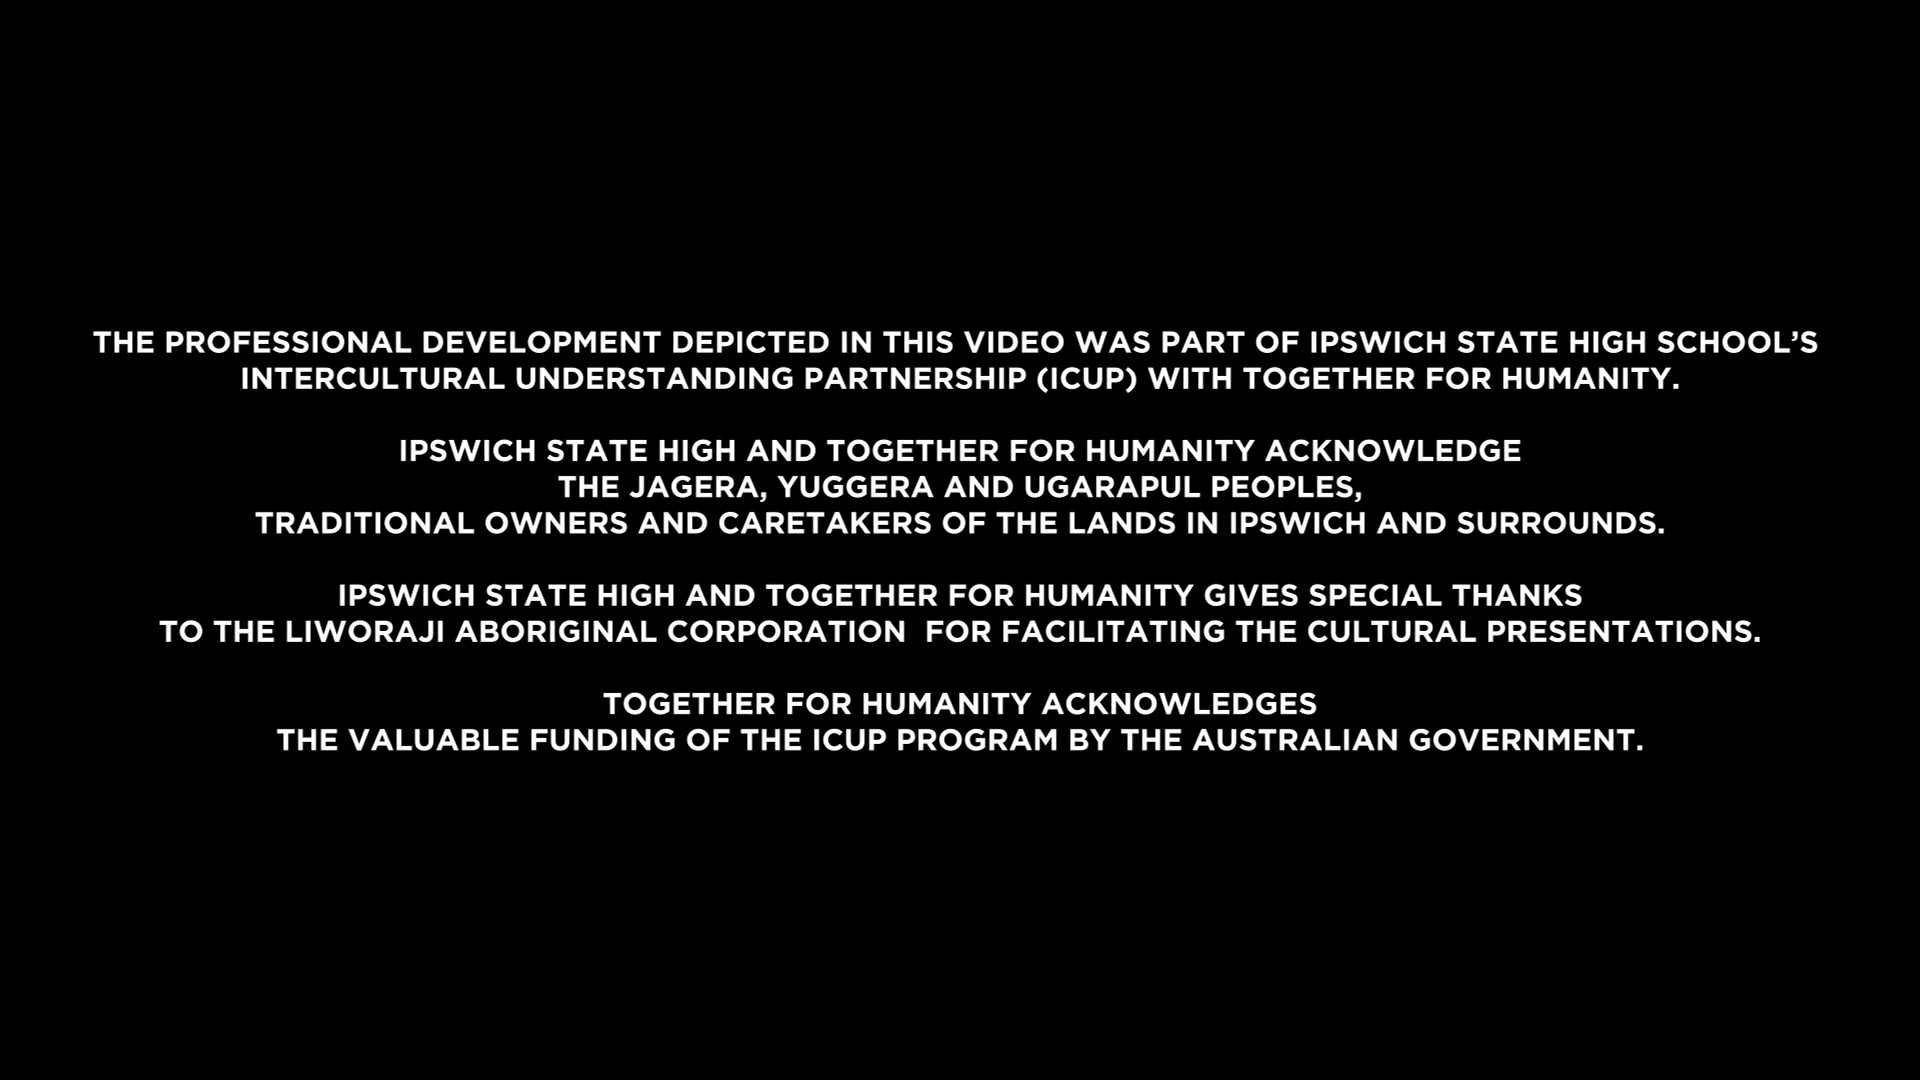 THE PROFESSIONAL DEVELOPMENT DEPICTED IN THIS VIDEO WAS PART OF IPSWICH STATE HIGH SCHOOL’S
INTERCULTURAL UNDERSTANDING PARTNERSHIP (ICUP) WITH TOGETHER FOR HUMANITY.
IPSWICH STATE HIGH AND TOGETHER FOR HUMANITY ACKNOWLEDGE
THE JAGERA, YUGGERA AND UGARAPUL PEOPLES,
TRADITIONAL OWNERS AND CARETAKERS OF THE LANDS IN IPSWICH AND SURROUNDS.
IPSWICH STATE HIGH AND TOGETHER FOR HUMANITY GIVES SPECIAL THANKS
TO THE LIWORAJI ABORIGINAL CORPORATION  FOR FACILITATING THE CULTURAL PRESENTATIONS.
TOGETHER FOR HUMANITY ACKNOWLEDGES
THE VALUABLE FUNDING OF THE ICUP PROGRAM BY THE AUSTRALIAN GOVERNMENT.